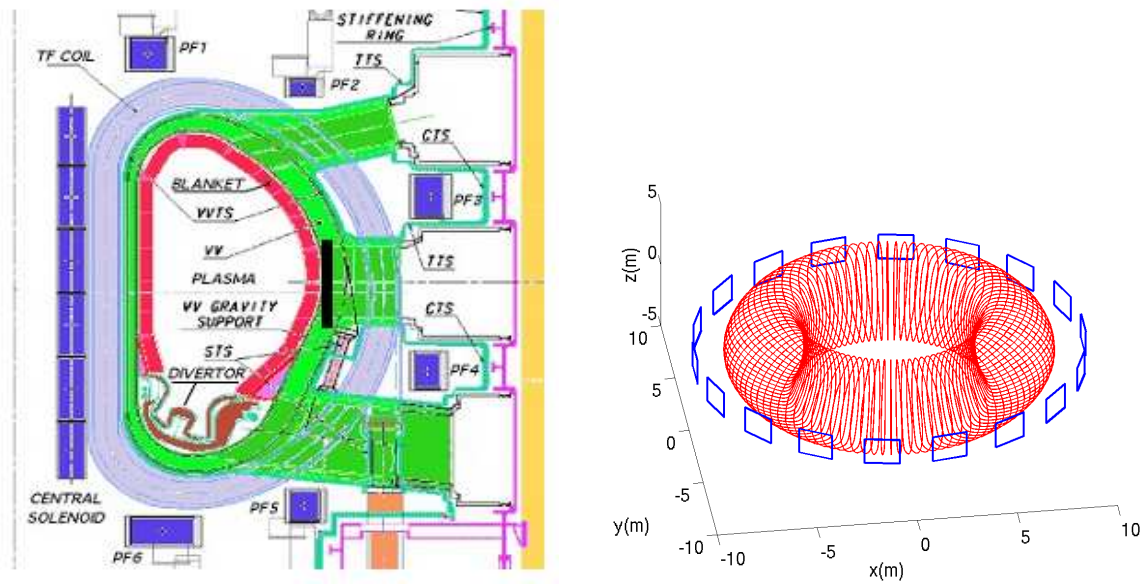 STIFFENING
RING
PF1
TF COIL
TTS
PF2
CTS
BLANKET
PF3
VVTS
VV
TTS
PLASMA
VV GRAVITY
SUPPORT
CTS
STS
DIVERTOR
PF4
CENTRAL
SOLENOID
PF5
PF6
5
0
-5
z(m)
10
5
0
-5
-10
y(m)
-10
-5
0
5
10
x(m)